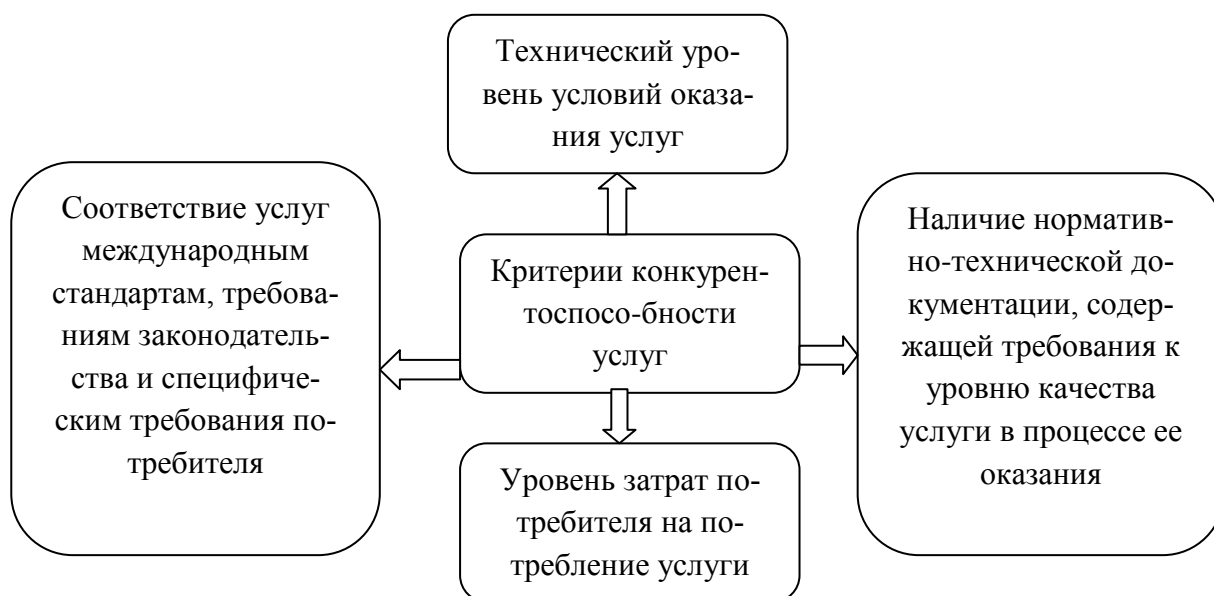 Технический уро-
вень условий оказа-
ния услуг
Соответствие услуг
международным
стандартам, требова-
ниям законодатель-
ства и специфиче-
ским требования по-
требителя
Критерии конкурен-
тоспосо-бности
услуг
Наличие норматив-
но-технической до-
кументации, содер-
жащей требования к
уровню качества
услуги в процессе ее
оказания
Уровень затрат по-
требителя на по-
требление услуги